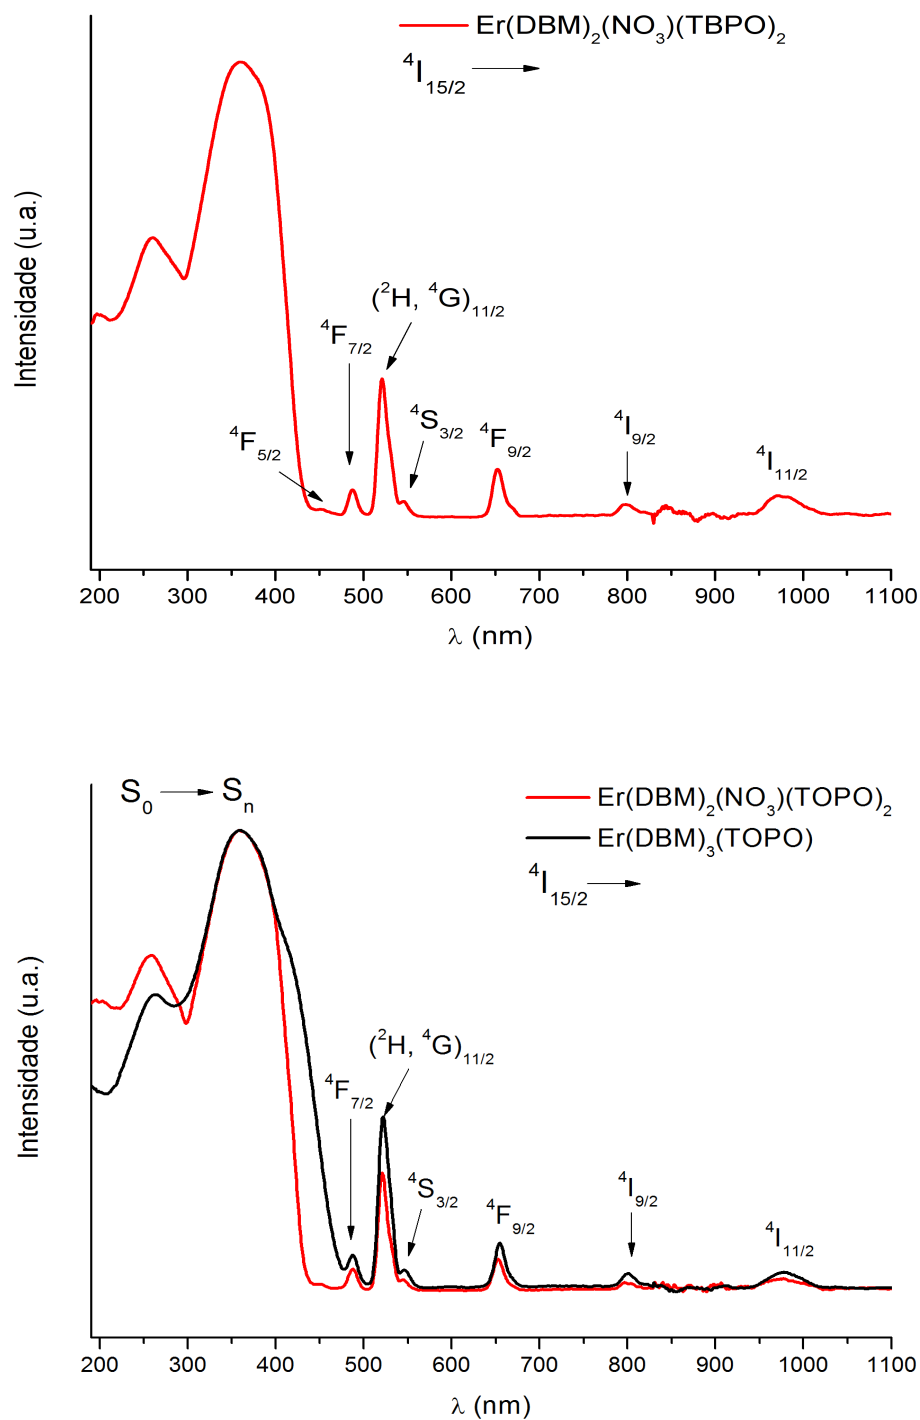 Er(DBM)₂(NO₃)(TBPO)₂
⁴I₁₅/₂
Intensidade (u.a.)
(²H, ⁴G)₁₁/₂
⁴F₇/₂
⁴F₅/₂
⁴S₃/₂
⁴F₉/₂
⁴I₉/₂
⁴I₁₁/₂
200 300 400 500 600 700 800 900 1000 1100
λ (nm)
S₀ Sₙ
Er(DBM)₂(NO₃)(TOPO)₂
Er(DBM)₃(TOPO)
⁴I₁₅/₂
Intensidade (u.a.)
(²H, ⁴G)₁₁/₂
⁴F₇/₂
⁴S₃/₂
⁴F₉/₂
⁴I₉/₂
⁴I₁₁/₂
200 300 400 500 600 700 800 900 1000 1100
λ (nm)